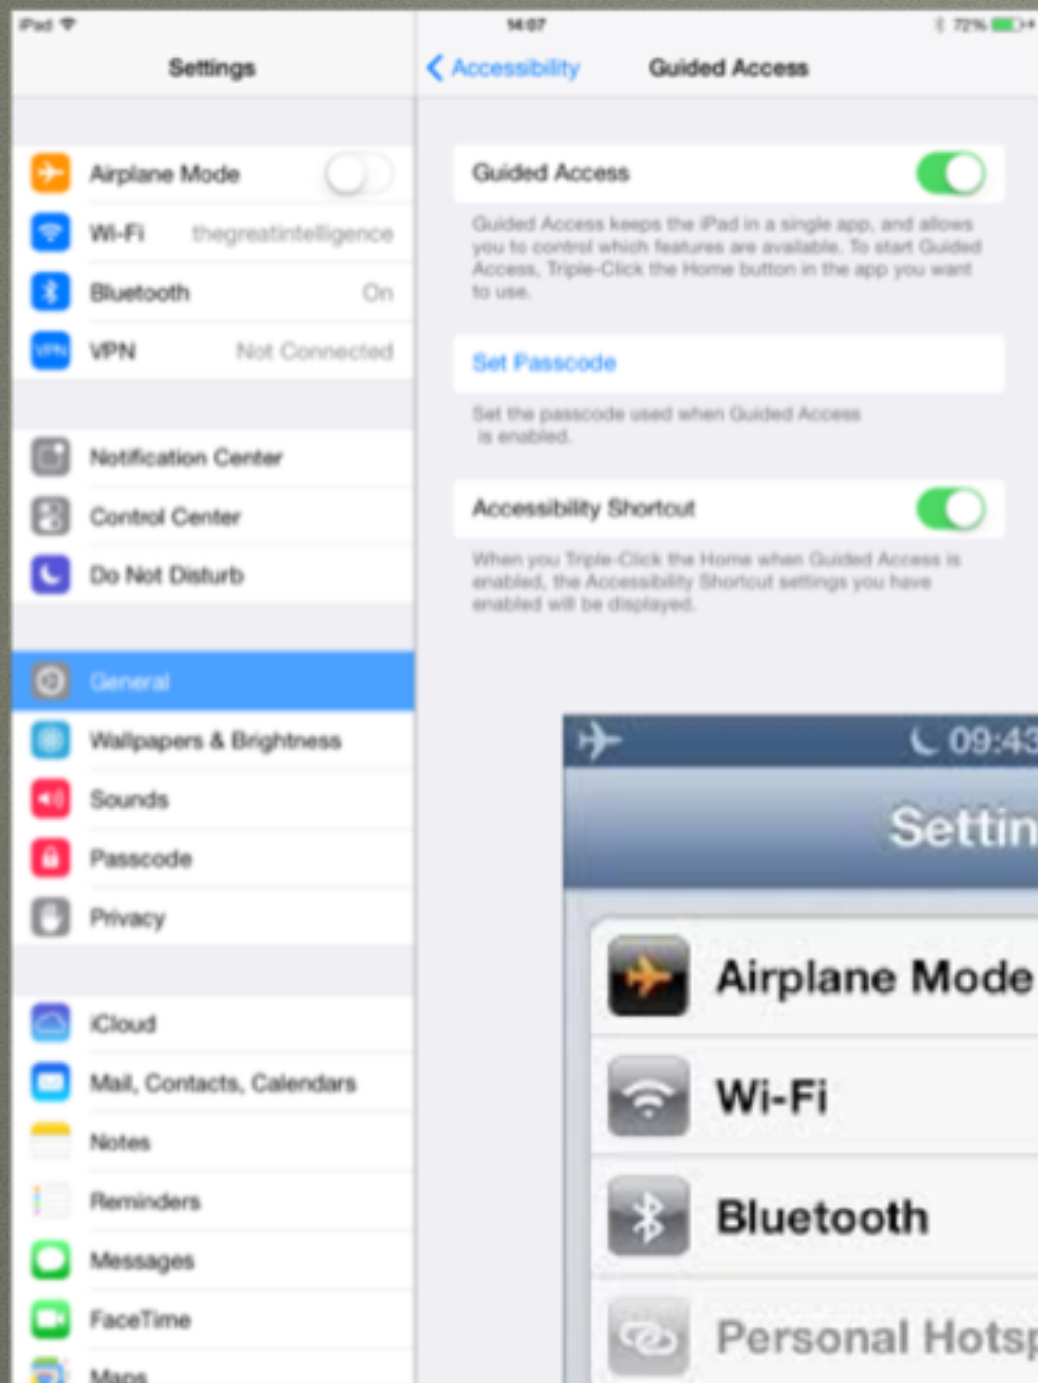 iPad
14:07
72%
Settings
Accessibility
Guided Access
Airplane Mode
Wi-Fi thegreatintelligence
Bluetooth On
VPN VPN Not Connected
Notification Center
Control Center
Do Not Disturb
General
Wallpapers & Brightness
Sounds
Passcode
Privacy
iCloud
Mail, Contacts, Calendars
Notes
Reminders
Messages
FaceTime
Maps
Guided Access
Guided Access keeps the iPad in a single app, and allows
you to control which features are available. To start Guided
Access, Triple-Click the Home button in the app you want
to use.
Set Passcode
Set the passcode used when Guided Access
is enabled.
Accessibility Shortcut
When you Triple-Click the Home when Guided Access is
enabled, the Accessibility Shortcut settings you have
enabled will be displayed.
09:43
Settin
Airplane Mode
Wi-Fi
Bluetooth
Personal Hotsp